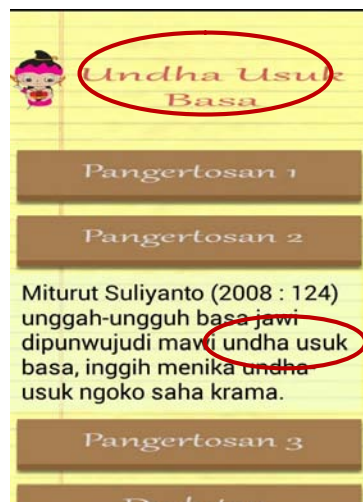 Undha Usuk
Basa
Pangertosan 1
Pangertosan 2
Miturut Suliyanto (2008 : 124)
unggah-ungguh basa jawi
dipunwujudi mawi undha usuk
basa, inggih menika undha
usuk ngoko saha krama.
Pangertosan 3